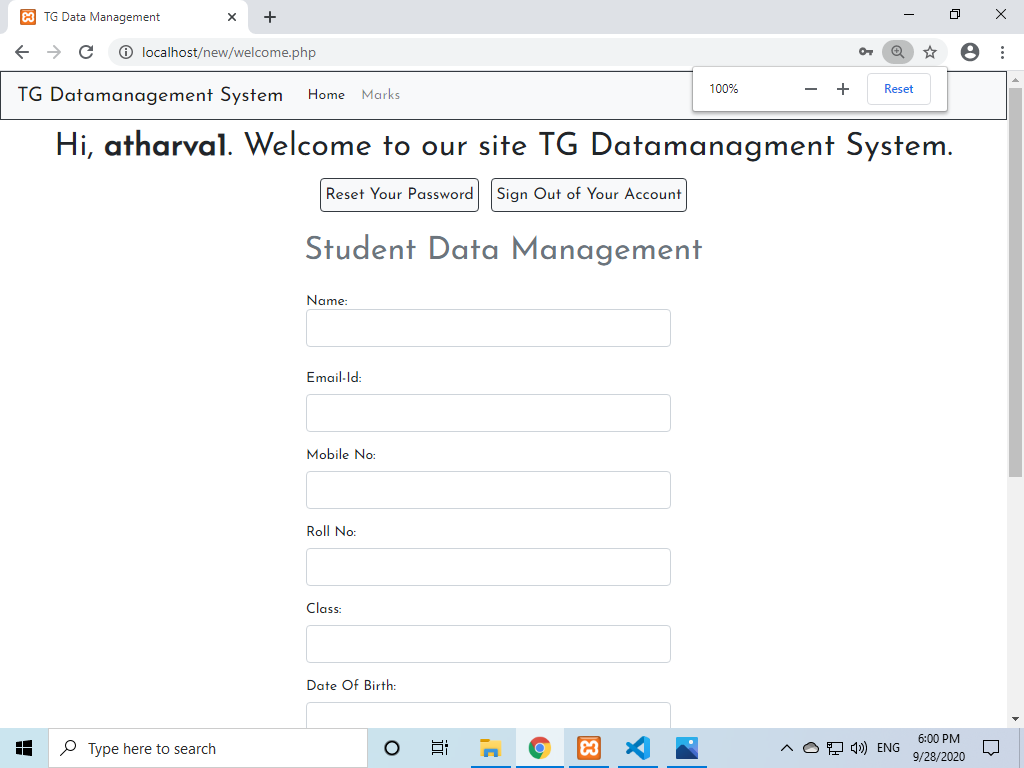 TG Data Management
localhost/new/welcome.php
100%
Reset
TG Datamanagement System Home Marks
Hi, atharva1. Welcome to our site TG Datamanagment System.
Reset Your Password Sign Out of Your Account
Student Data Management
Name:
Email-Id:
Mobile No:
Roll No:
Class:
Date Of Birth:
Type here to search
ENG
6:00 PM
9/28/2020